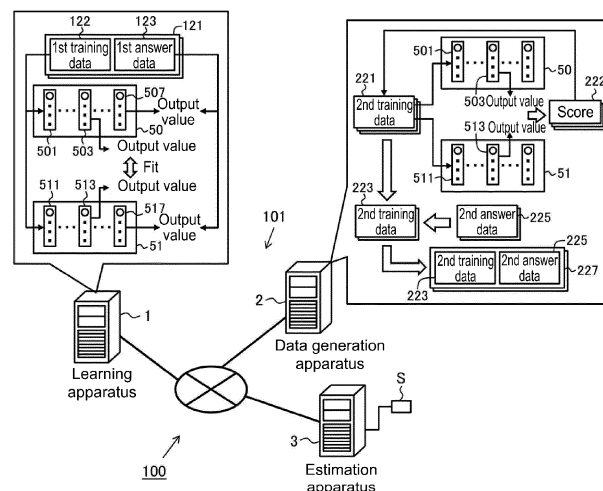 122 123 121
1st training data
1st answer data
507
Output value
50
501 503
Output value
Fit
Output value
511 513 517
Output value
51
501
50
222
221
2nd training data
503 Output value
Score
513 Output value
511 51
223
2nd training data
2nd answer data
225
225
2nd training data
2nd answer data
227
223
101
1
Learning apparatus
2
Data generation apparatus
S
3
Estimation apparatus
100